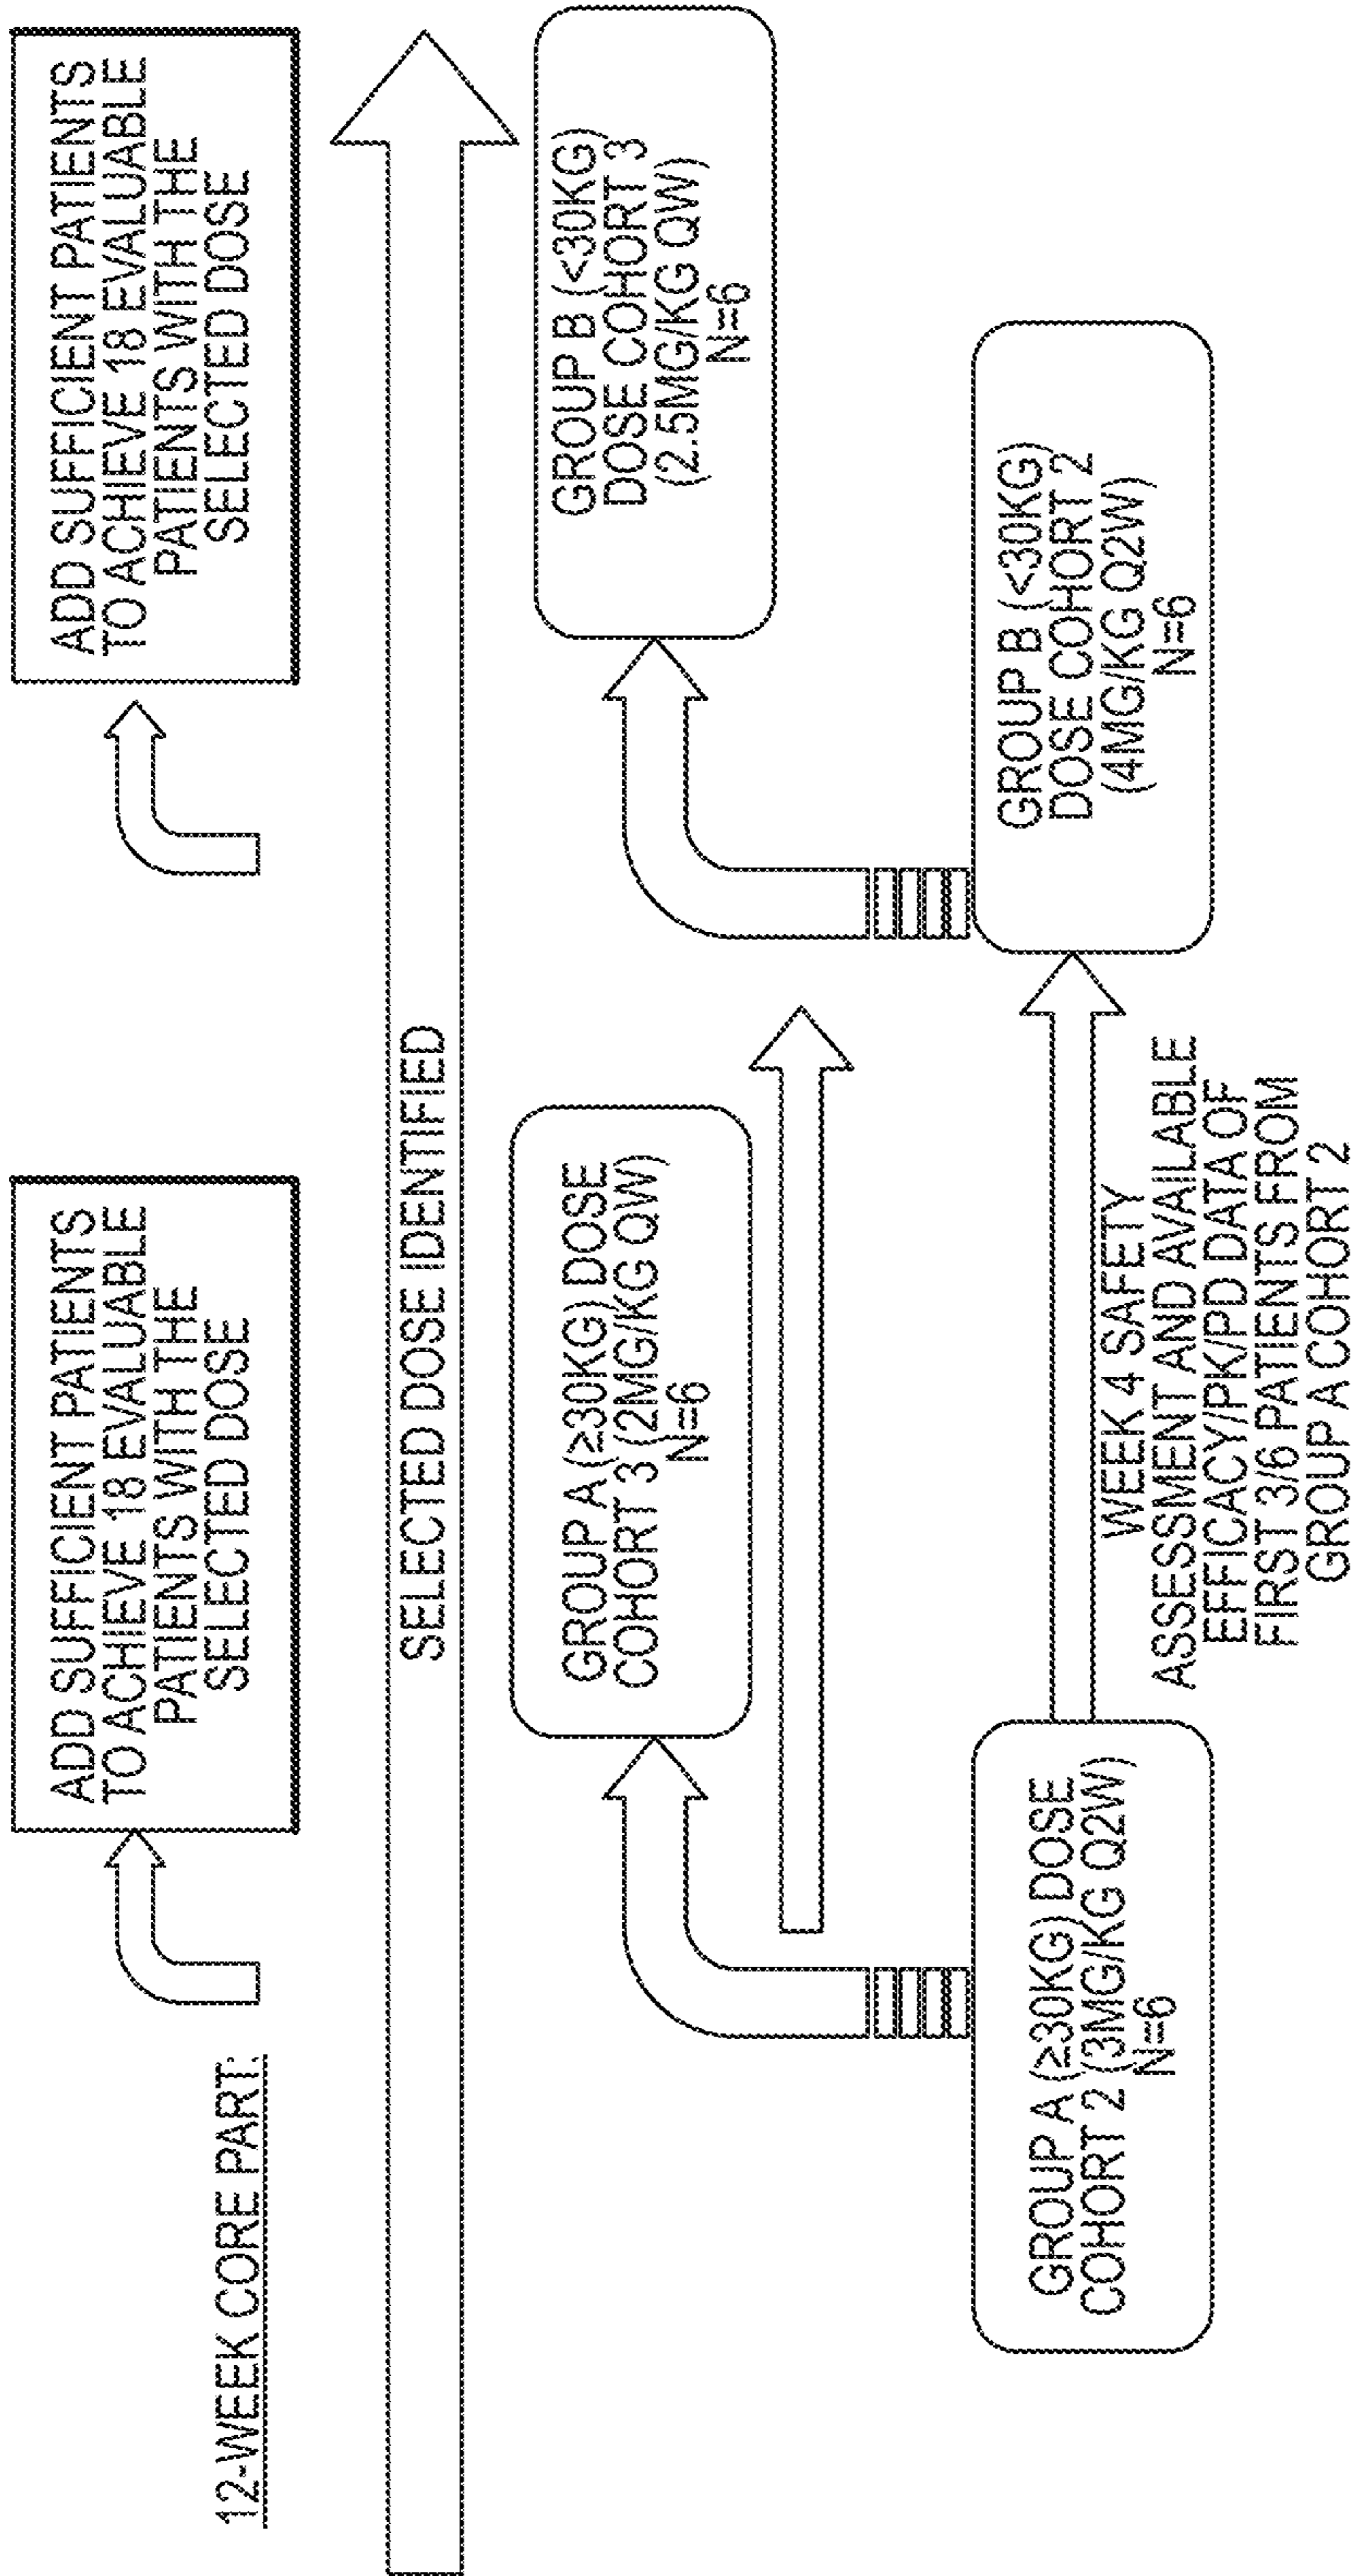 12-WEEK CORE PART:
ADD SUFFICIENT PATIENTS
TO ACHIEVE 18 EVALUABLE
PATIENTS WITH THE
SELECTED DOSE
ADD SUFFICIENT PATIENTS
TO ACHIEVE 18 EVALUABLE
PATIENTS WITH THE
SELECTED DOSE
SELECTED DOSE IDENTIFIED
GROUP A (≥30KG) DOSE
COHORT 3 (2MG/KG QW)
N=6
GROUP B (<30KG)
DOSE COHORT 3
(2.5MG/KG QW)
N=6
GROUP A (≥30KG) DOSE
COHORT 2 (3MG/KG Q2W)
N=6
WEEK 4 SAFETY
ASSESSMENT AND AVAILABLE
EFFICACY/PK/PD DATA OF
FIRST 3/6 PATIENTS FROM
GROUP A COHORT 2
GROUP B (<30KG)
DOSE COHORT 2
(4MG/KG Q2W)
N=6